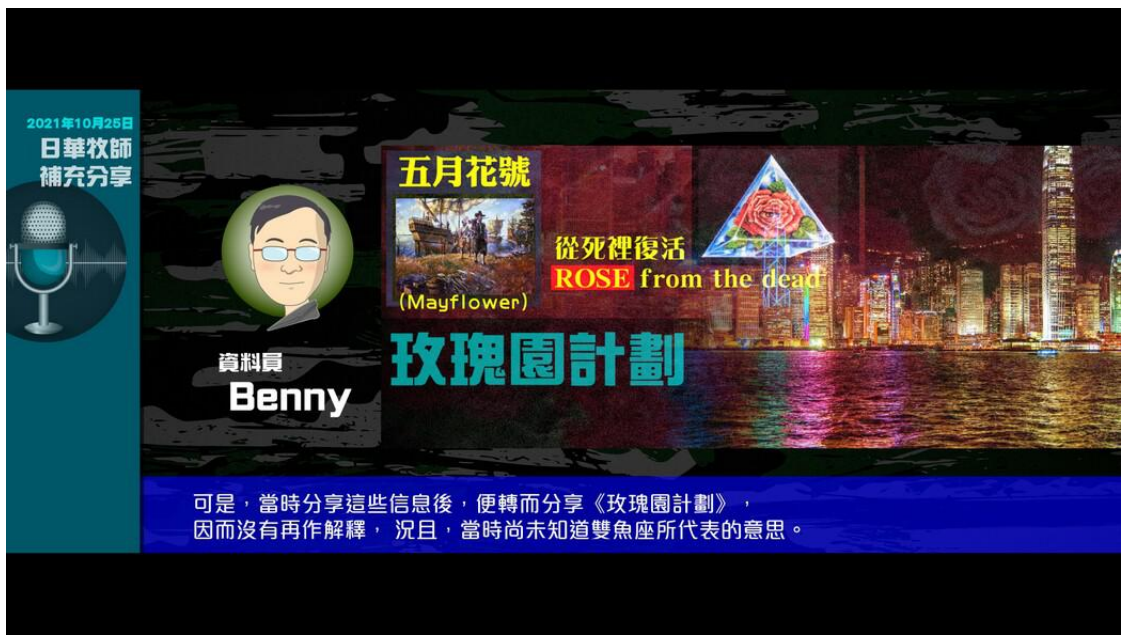 2021年10月25日
日華牧師
補充分享
資料員
Benny
五月花號
(Mayflower)
從死裡復活
ROSE from the dead
玫瑰園計劃
可是，當時分享這些信息後，便轉而分享《玫瑰園計劃》，
因而沒有再作解釋， 況且，當時尚未知道雙魚座所代表的意思。